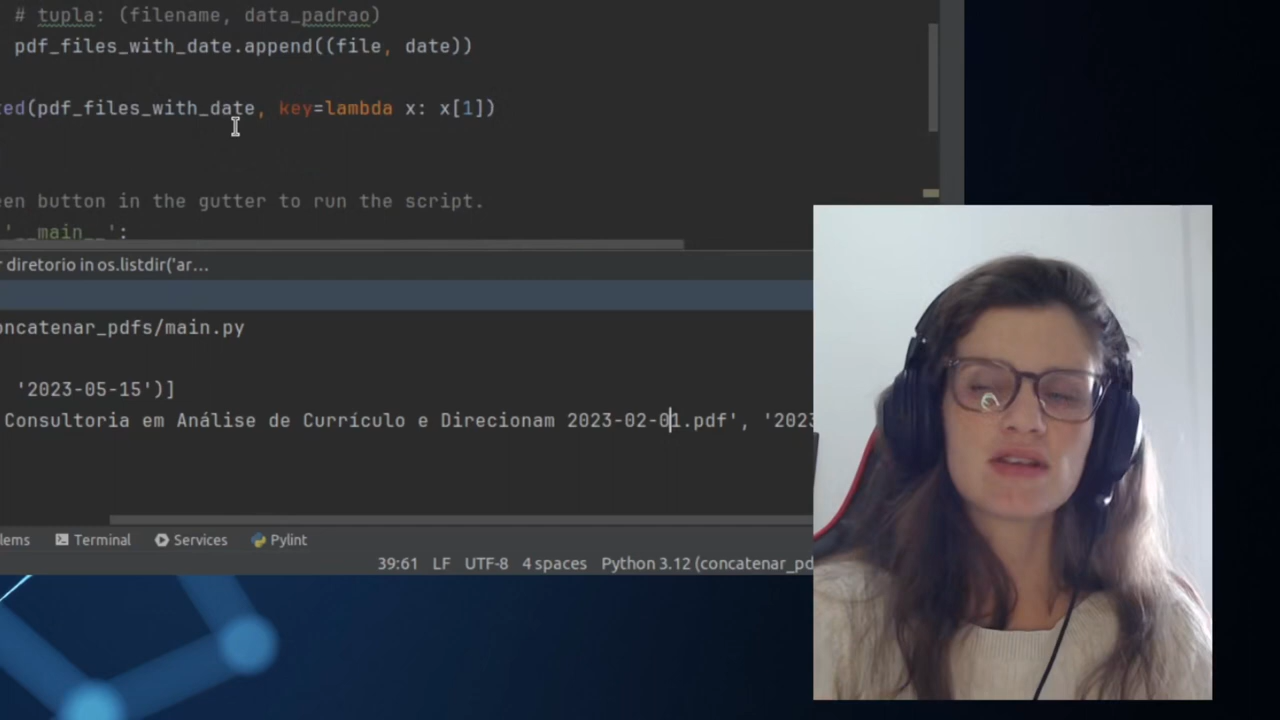 # tupla: (filename, data_padrao)
pdf_files_with_date.append((file, date))
ted(pdf_files_with_date, key=lambda x: x[1])
een button in the gutter to run the script.
'__main__':
r diretorio in os.listdir('ar...
oncatenar_pdfs/main.py
'2023-05-15')]
Consultoria em Análise de Currículo e Direcionam 2023-02-01.pdf', '2023
lems Terminal Services Pylint
39:61 LF UTF-8 4 spaces Python 3.12 (concatenar_pd